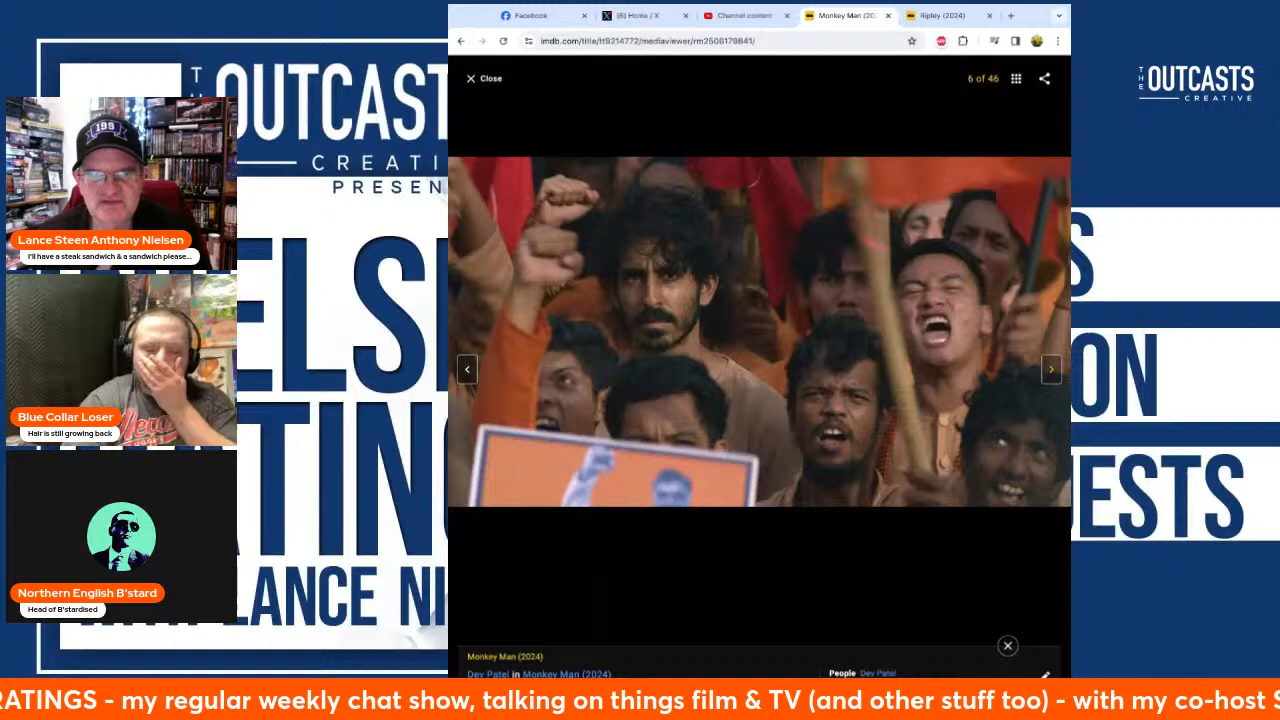 Facebook
(6) Home / X
Channel content
Monkey Man (20
Ripley (2024)
imdb.com/title/tt9214772/mediaviewer/rm2506179841/
Close
6 of 46
THE OUTCASTS
CREATIVE
T
H
OUTCAST
CREATI
PRESEN
ELS
TING
LANCE NI
S
ON
UESTS
199
Lance Steen Anthony Nielsen
I'll have a steak sandwich & a sandwich please...
Blue Collar Loser
Hair is still growing back
Northern English B'stard
Head of B'stardised
Monkey Man (2024)
Dev Patel in Monkey Man (2024)
People Dev Patel
RATINGS - my regular weekly chat show, talking on things film & TV (and other stuff too) - with my co-host S